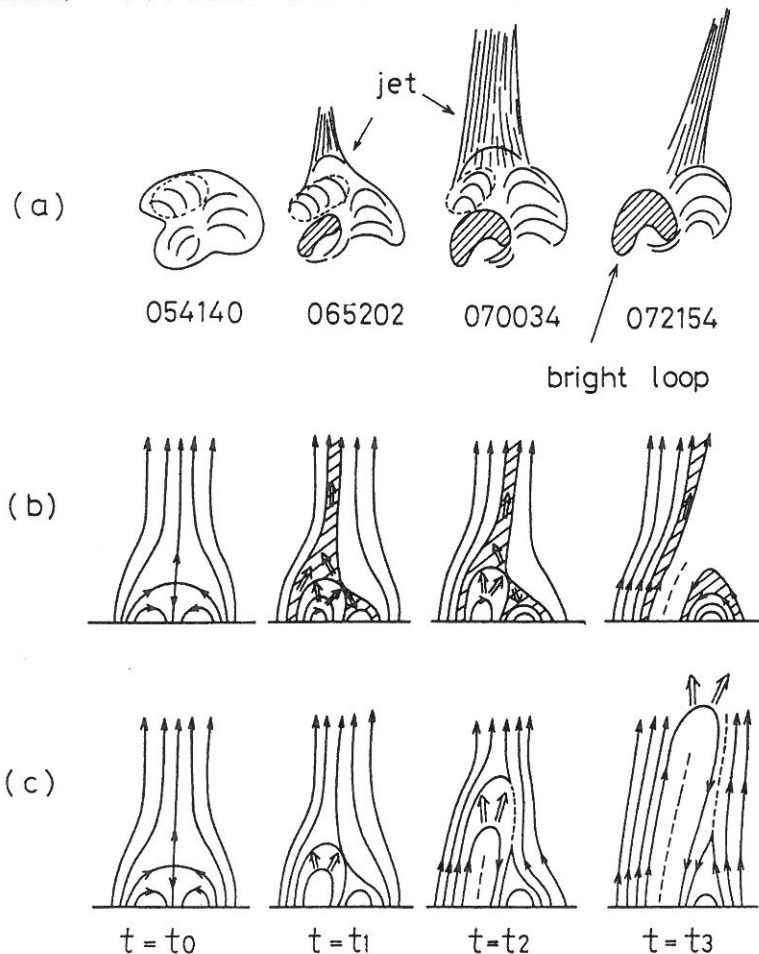 jet
(a)
054140 065202 070034 072154
bright loop
(b)
(c)
t = t0 t = t1 t = t2 t = t3